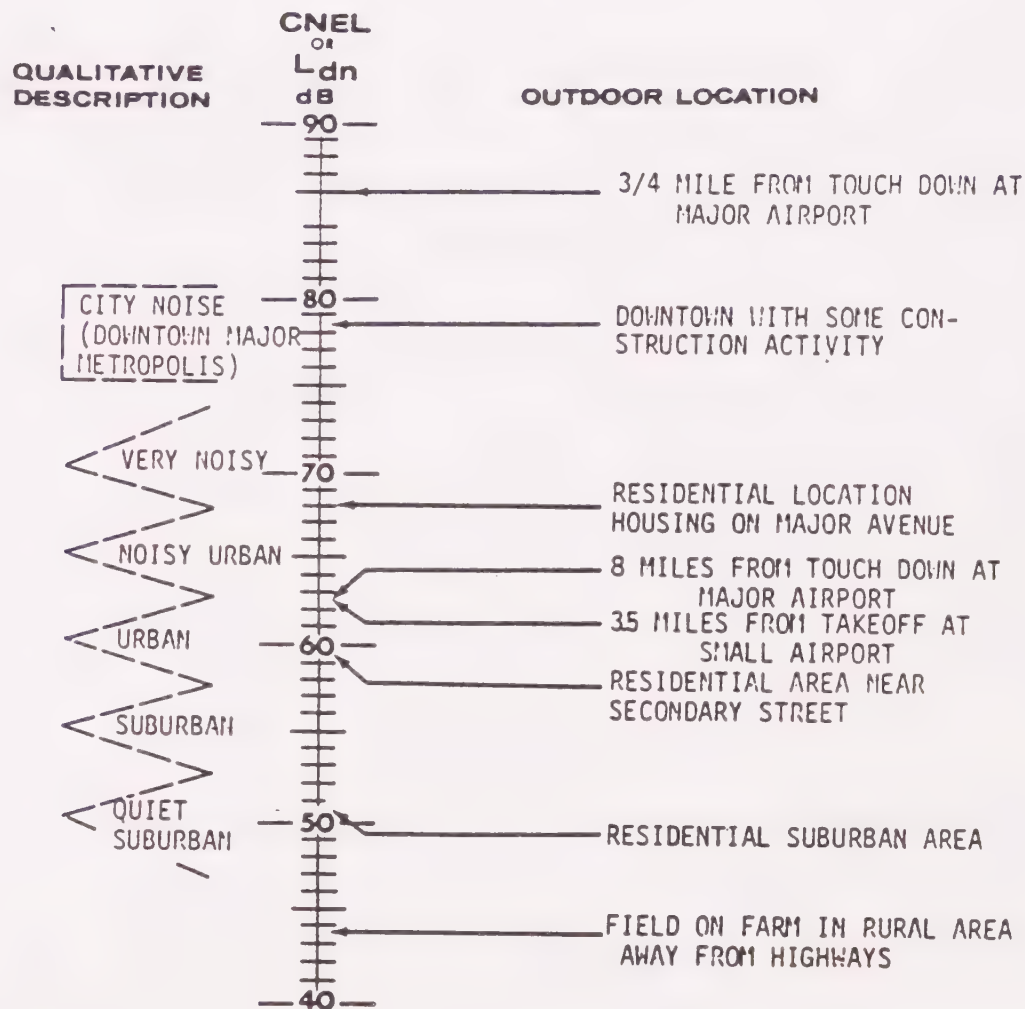 CNEL
OR
Ldn
dB
QUALITATIVE
DESCRIPTION
OUTDOOR LOCATION
90
3/4 MILE FROM TOUCH DOWN AT
MAJOR AIRPORT
80
CITY NOISE
(DOWNTOWN MAJOR
METROPOLIS)
DOWNTOWN WITH SOME CON-
STRUCTION ACTIVITY
VERY NOISY
70
RESIDENTIAL LOCATION
HOUSING ON MAJOR AVENUE
NOISY URBAN
8 MILES FROM TOUCH DOWN AT
MAJOR AIRPORT
URBAN
60
3.5 MILES FROM TAKEOFF AT
SMALL AIRPORT
RESIDENTIAL AREA NEAR
SECONDARY STREET
SUBURBAN
QUIET
SUBURBAN
50
RESIDENTIAL SUBURBAN AREA
FIELD ON FARM IN RURAL AREA
AWAY FROM HIGHWAYS
40